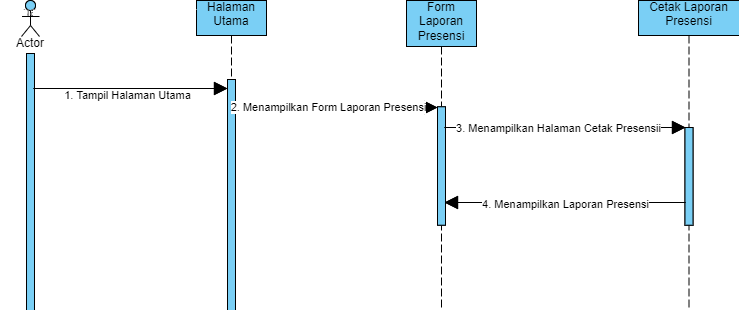 Halaman
Utama
Form
Laporan
Presensi
Cetak Laporan
Presensi
Actor
1. Tampil Halaman Utama
2. Menampilkan Form Laporan Presensi
3. Menampilkan Halaman Cetak Presensii
4. Menampilkan Laporan Presensi